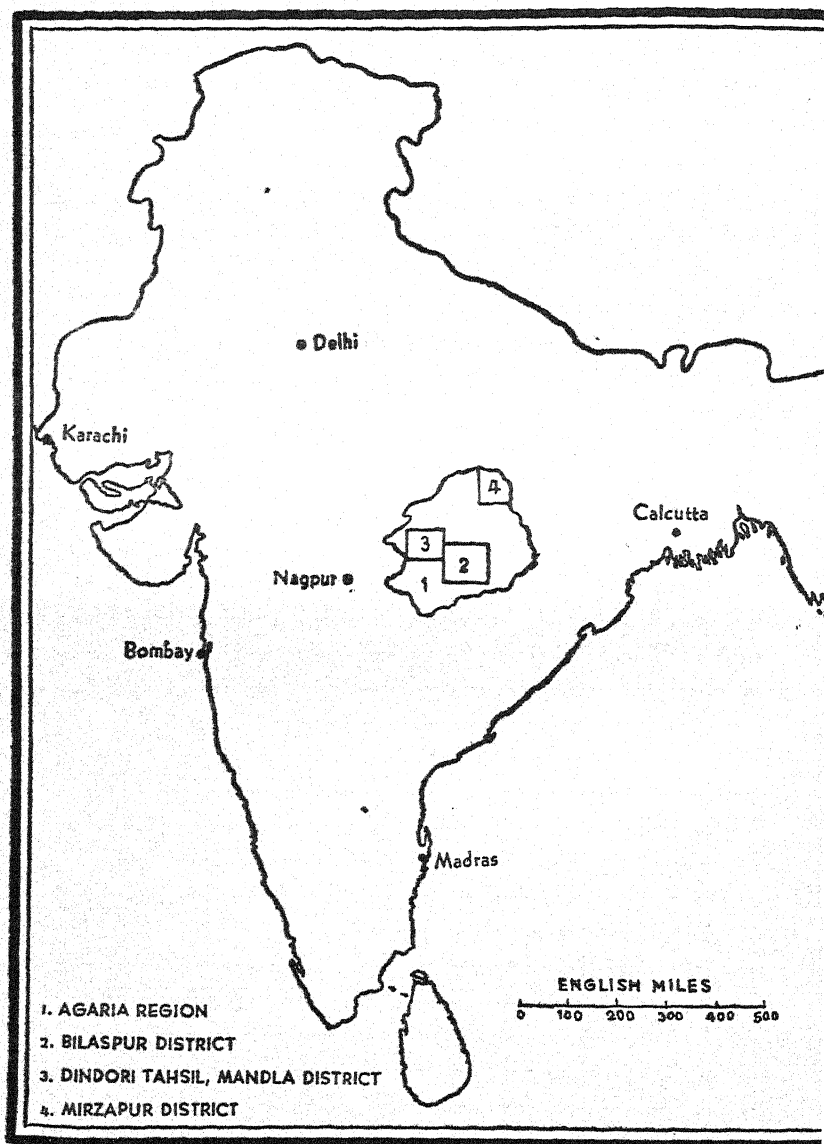 Delhi
Karachi
4
Calcutta
3
2
Nagpur
1
Bombay
Madras
ENGLISH MILES
0 100 200 300 400 500
1. AGARIA REGION
2. BILASPUR DISTRICT
3. DINDORI TAHSIL, MANDLA DISTRICT
4. MIRZAPUR DISTRICT